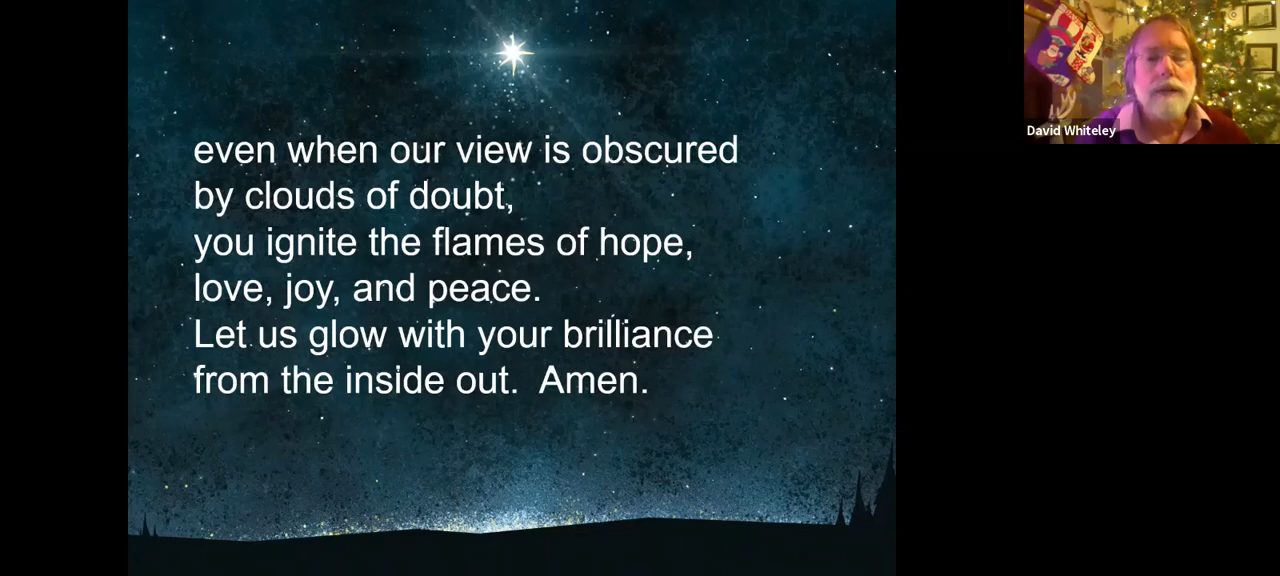 even when our view is obscured
by clouds of doubt,
you ignite the flames of hope,
love, joy, and peace.
Let us glow with your brilliance
from the inside out.  Amen.
David Whiteley